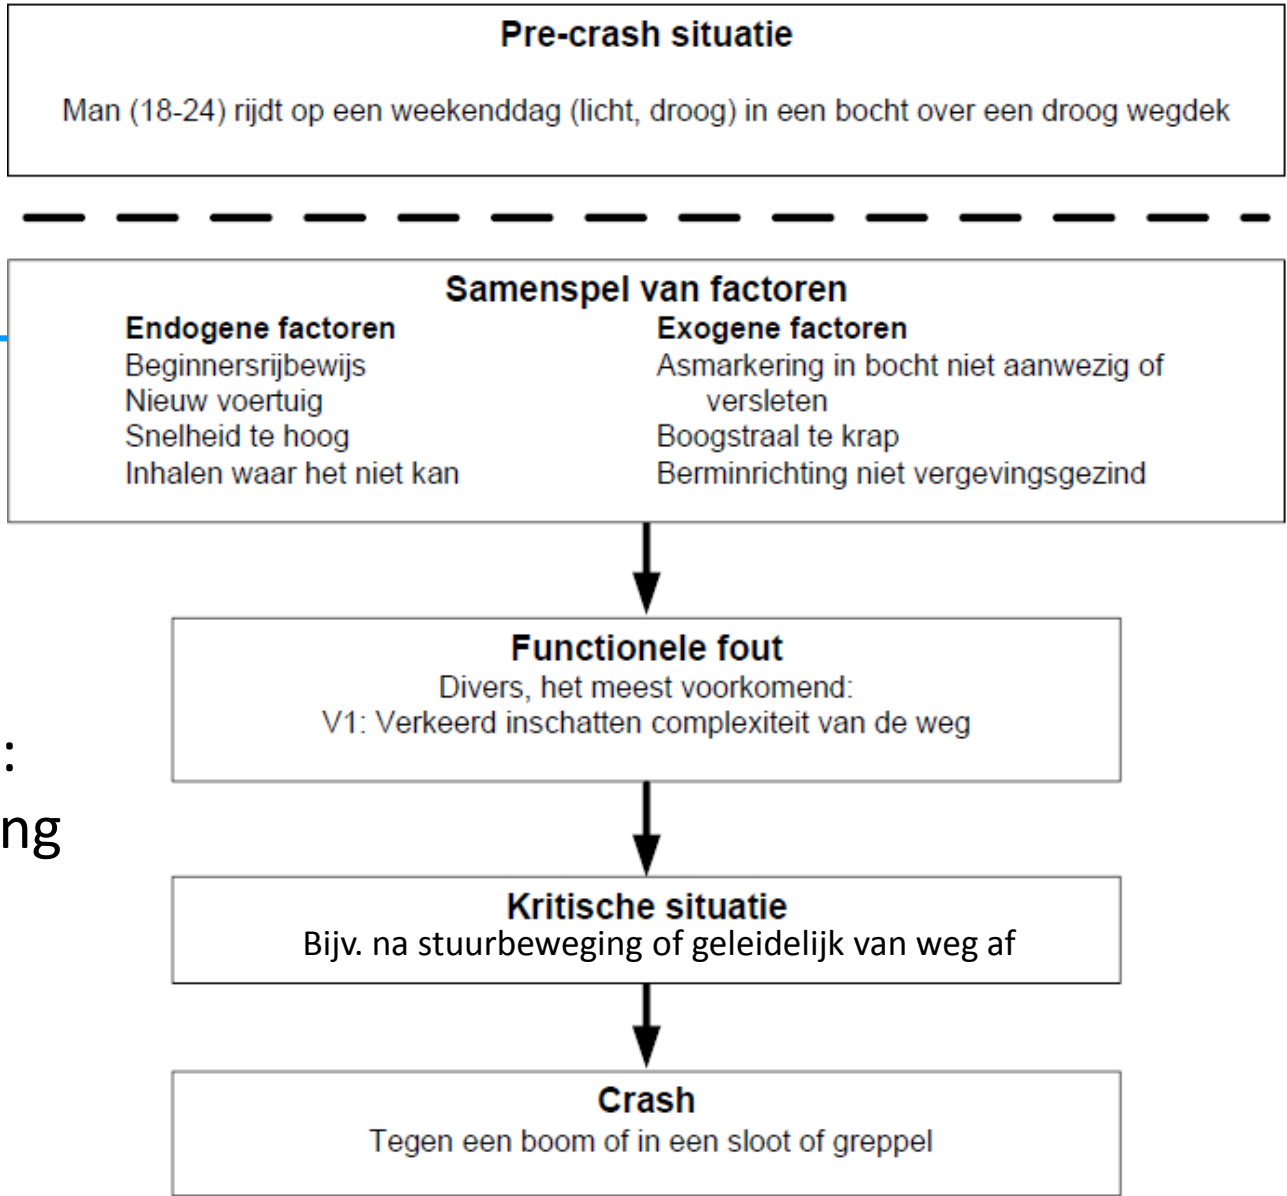 Pre-crash situatie
Man (18-24) rijdt op een weekenddag (licht, droog) in een bocht over een droog wegdek
Samenspel van factoren
Endogene factoren
Beginnersrijbewijs
Nieuw voertuig
Snelheid te hoog
Inhalen waar het niet kan
Exogene factoren
Asmarkering in bocht niet aanwezig of
versleten
Boogstraal te krap
Berminrichting niet vergevingsgezind
Functionele fout
Divers, het meest voorkomend:
V1: Verkeerd inschatten complexiteit van de weg
:
ng
Kritische situatie
Bijv. na stuurbeweging of geleidelijk van weg af
Crash
Tegen een boom of in een sloot of greppel